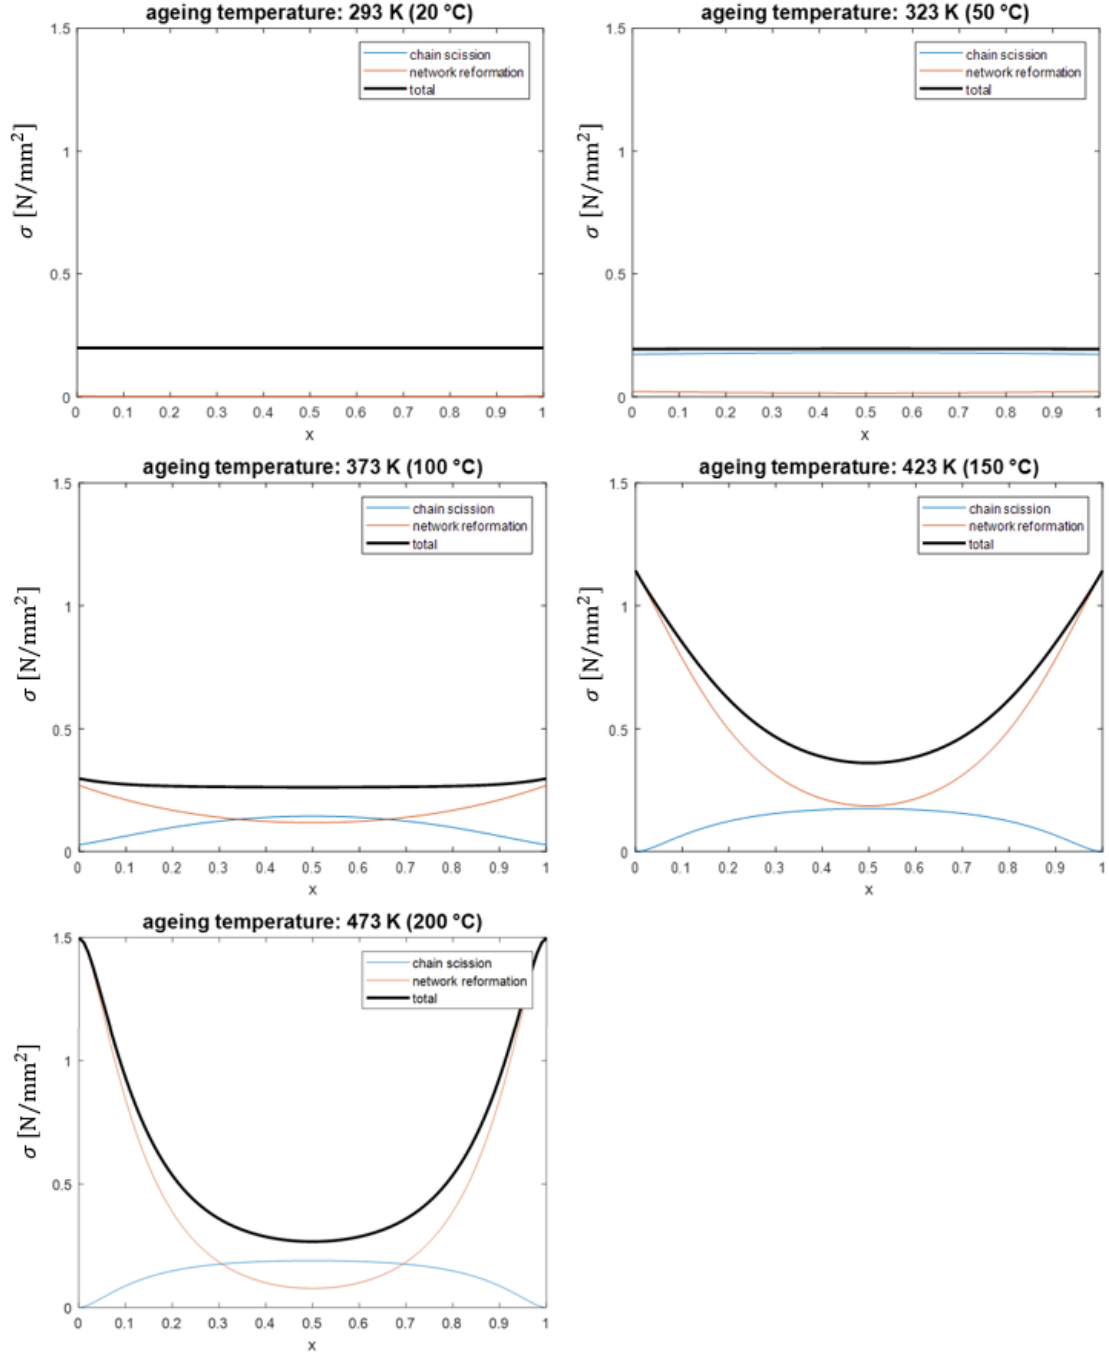 ageing temperature: 293 K (20 °C)
1.5
1
0.5
0
σ [N/mm²]
chain scission
network reformation
total
0 0.1 0.2 0.3 0.4 0.5 0.6 0.7 0.8 0.9 1
x
ageing temperature: 323 K (50 °C)
1.5
1
0.5
0
σ [N/mm²]
chain scission
network reformation
total
0 0.1 0.2 0.3 0.4 0.5 0.6 0.7 0.8 0.9 1
x
ageing temperature: 373 K (100 °C)
1.5
1
0.5
0
σ [N/mm²]
chain scission
network reformation
total
0 0.1 0.2 0.3 0.4 0.5 0.6 0.7 0.8 0.9 1
x
ageing temperature: 423 K (150 °C)
1.5
1
0.5
0
σ [N/mm²]
chain scission
network reformation
total
0 0.1 0.2 0.3 0.4 0.5 0.6 0.7 0.8 0.9 1
x
ageing temperature: 473 K (200 °C)
1.5
1
0.5
0
σ [N/mm²]
chain scission
network reformation
total
0 0.1 0.2 0.3 0.4 0.5 0.6 0.7 0.8 0.9 1
x